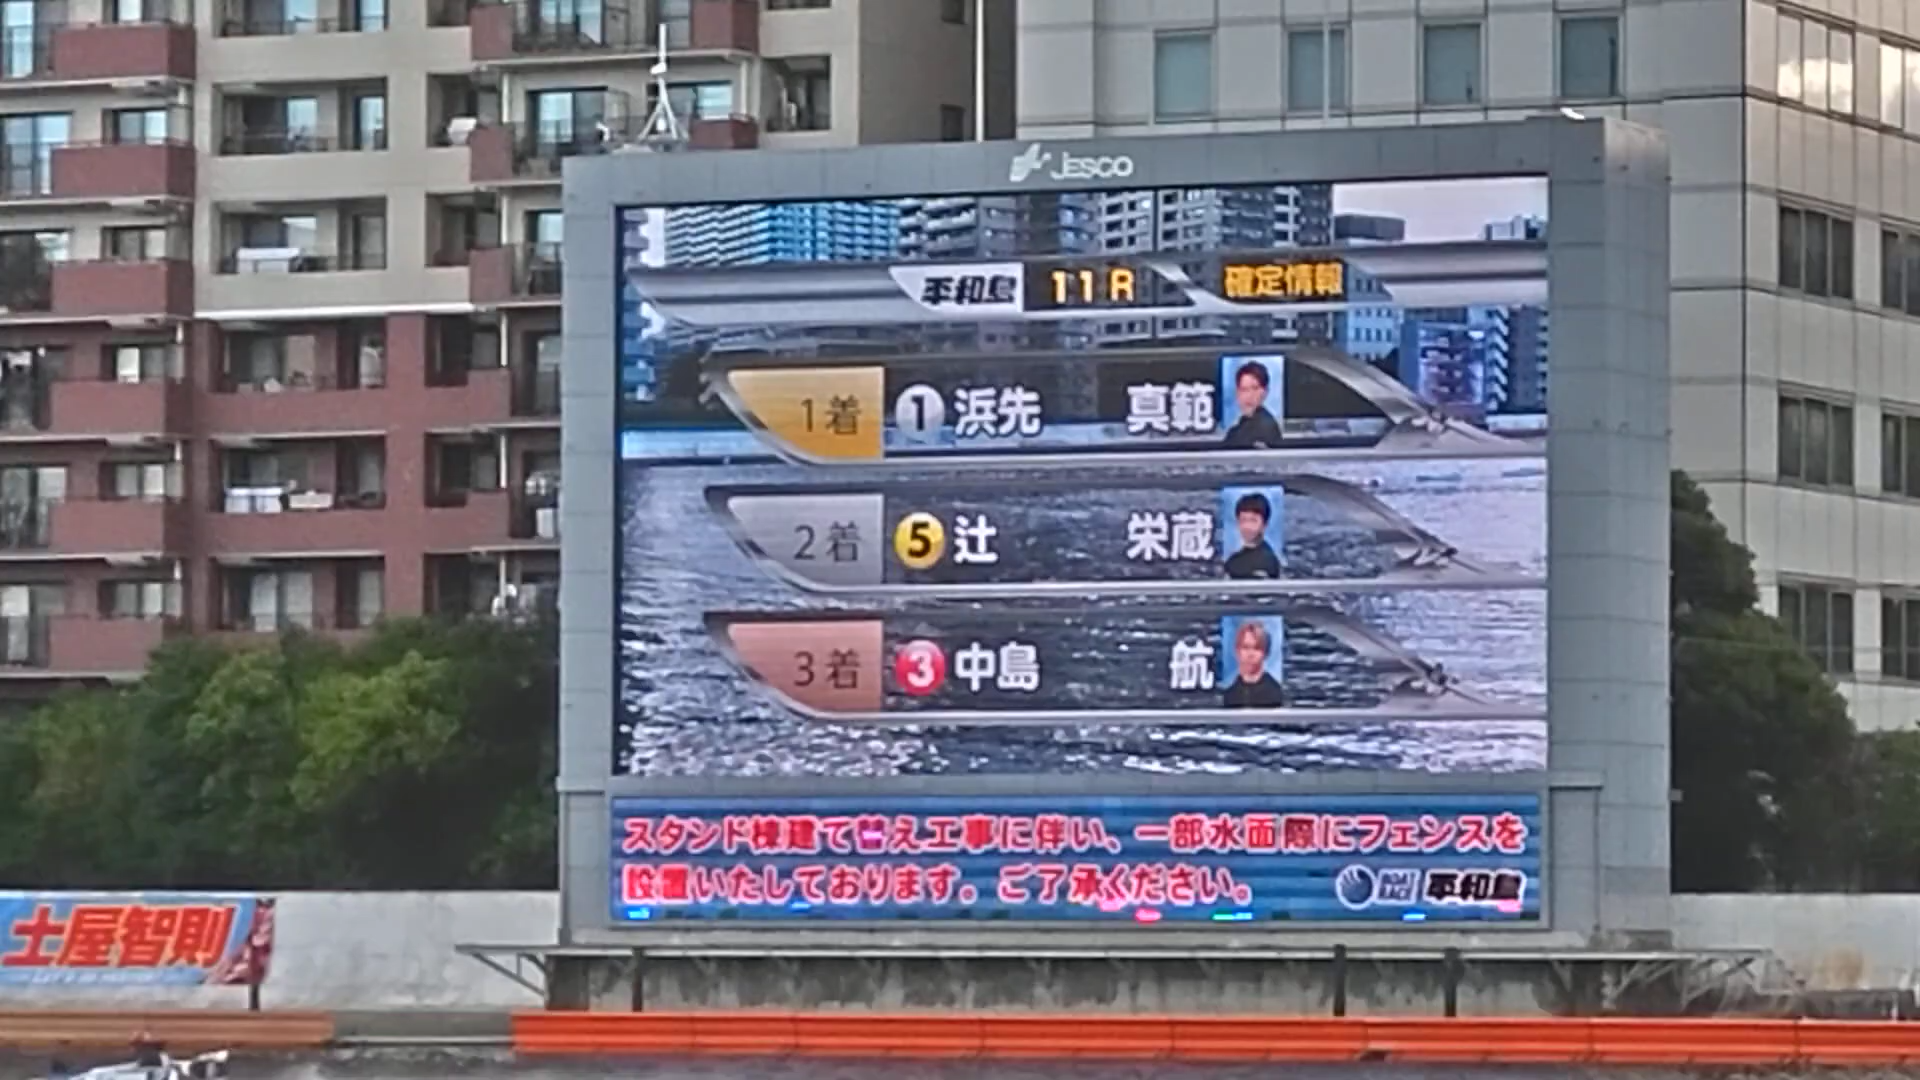 JESCO
平和島 11R 確定情報
1着 1 浜先 真範
2着 5 辻 栄蔵
3着 3 中島 航
スタンド棟建て替え工事に伴い、一部水面際にフェンスを
設置いたしております。ご了承ください。
平和島
土屋智則